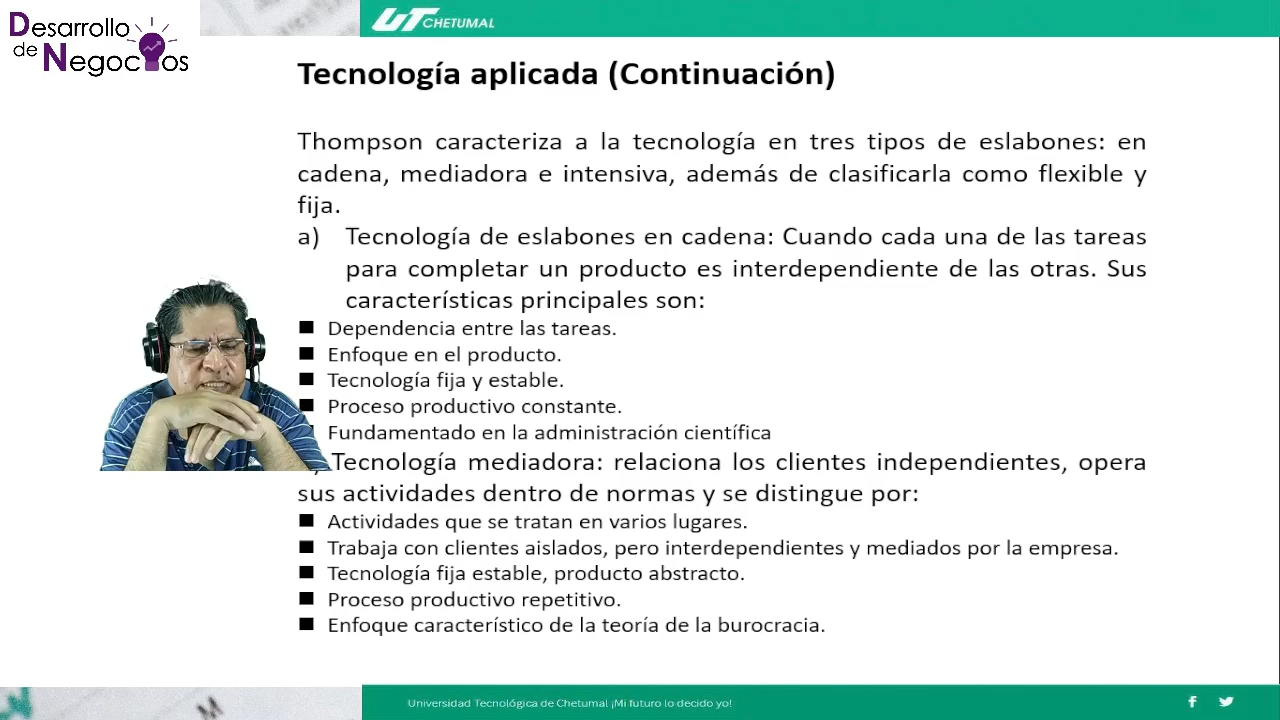 Desarrollo
de Negocios
UT CHETUMAL
Tecnología aplicada (Continuación)
Thompson caracteriza a la tecnología en tres tipos de eslabones: en
cadena, mediadora e intensiva, además de clasificarla como flexible y
fija.
a) Tecnología de eslabones en cadena: Cuando cada una de las tareas
para completar un producto es interdependiente de las otras. Sus
características principales son:
■ Dependencia entre las tareas.
■ Enfoque en el producto.
■ Tecnología fija y estable.
■ Proceso productivo constante.
Fundamentado en la administración científica
Tecnología mediadora: relaciona los clientes independientes, opera
sus actividades dentro de normas y se distingue por:
■ Actividades que se tratan en varios lugares.
■ Trabaja con clientes aislados, pero interdependientes y mediados por la empresa.
■ Tecnología fija estable, producto abstracto.
■ Proceso productivo repetitivo.
■ Enfoque característico de la teoría de la burocracia.
Universidad Tecnológica de Chetumal ¡Mi futuro lo decido yo!